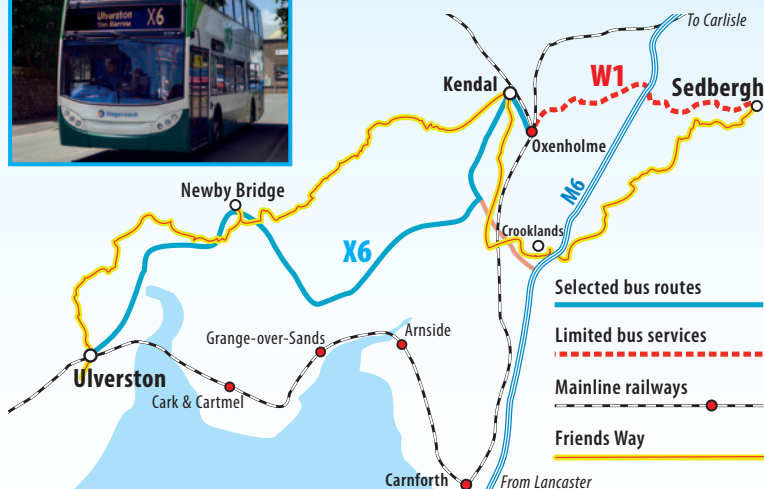 Ulverston
X6
Stagecoach
To Carlisle
W1
Kendal
Sedbergh
Oxenholme
M6
Newby Bridge
Crooklands
X6
Selected bus routes
Limited bus services
Mainline railways
Friends Way
Arnside
Grange-over-Sands
Ulverston
Cark & Cartmel
Carnforth
From Lancaster